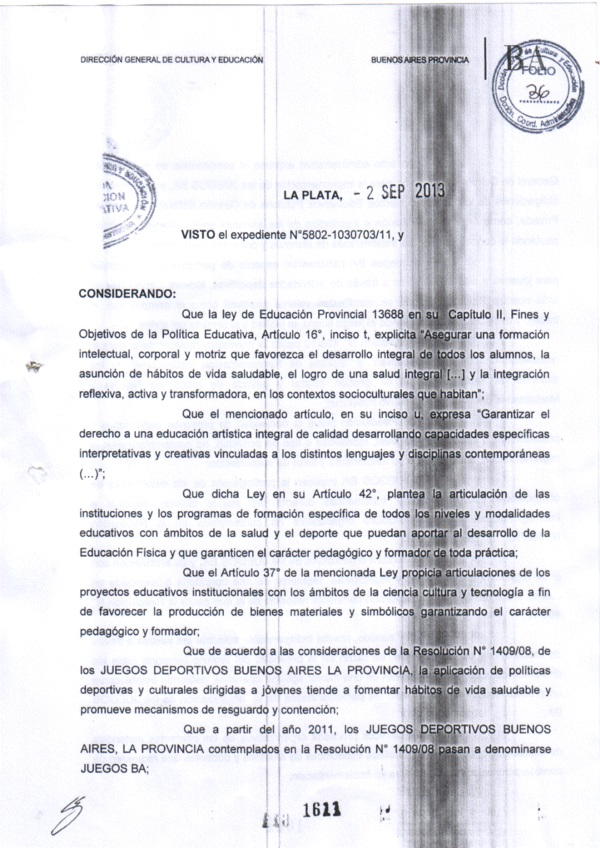 DIRECCIÓN GENERAL DE CULTURA Y EDUCACIÓN
BUENOS AIRES PROVINCIA
BA
FOLIO
26
LA PLATA, - 2 SEP 2013
VISTO el expediente N°5802-1030703/11, y
CONSIDERANDO:
Que la ley de Educación Provincial 13688 en su Capítulo II, Fines y
Objetivos de la Política Educativa, Artículo 16°, inciso t, explicita "Asegurar una formación
intelectual, corporal y motriz que favorezca el desarrollo integral de todos los alumnos, la
asunción de hábitos de vida saludable, el logro de una salud integral [...] y la integración
reflexiva, activa y transformadora, en los contextos socioculturales que habitan";
Que el mencionado artículo, en su inciso u, expresa "Garantizar el
derecho a una educación artística integral de calidad desarrollando capacidades específicas
interpretativas y creativas vinculadas a los distintos lenguajes y disciplinas contemporáneas
(...)";
Que dicha Ley en su Artículo 42°, plantea la articulación de las
instituciones y los programas de formación específica de todos los niveles y modalidades
educativos con ámbitos de la salud y el deporte que puedan aportar al desarrollo de la
Educación Física y que garanticen el carácter pedagógico y formador de toda práctica;
Que el Artículo 37° de la mencionada Ley propicia articulaciones de los
proyectos educativos institucionales con los ámbitos de la ciencia cultura y tecnología a fin
de favorecer la producción de bienes materiales y simbólicos garantizando el carácter
pedagógico y formador;
Que de acuerdo a las consideraciones de la Resolución N° 1409/08, de
los JUEGOS DEPORTIVOS BUENOS AIRES LA PROVINCIA, la aplicación de políticas
deportivas y culturales dirigidas a jóvenes tiende a fomentar hábitos de vida saludable y
promueve mecanismos de resguardo y contención;
Que a partir del año 2011, los JUEGOS DEPORTIVOS BUENOS
AIRES, LA PROVINCIA contemplados en la Resolución N° 1409/08 pasan a denominarse
JUEGOS BA;
1611